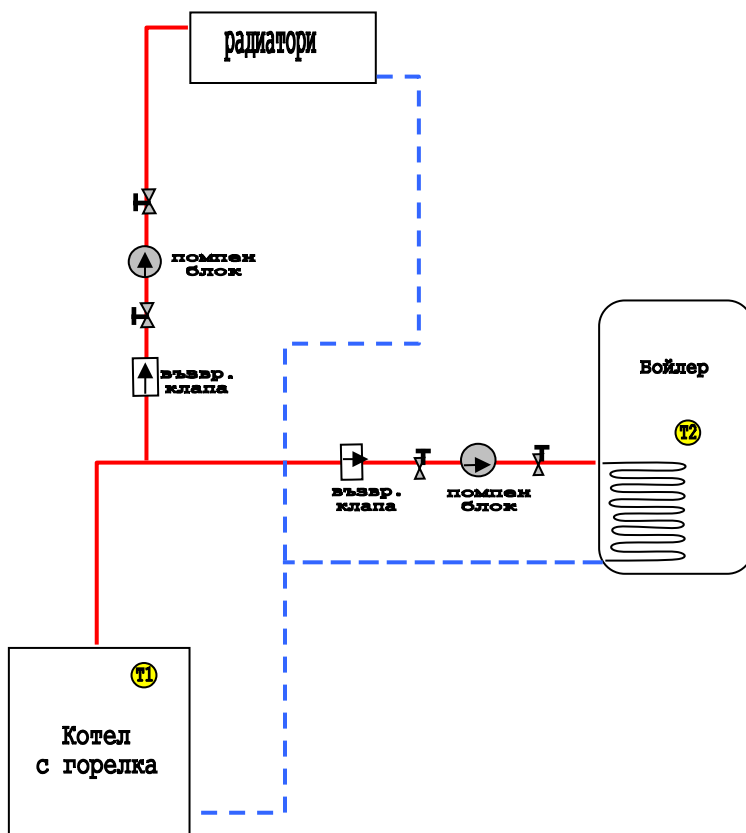 радиатори
помпен
блок
възвр.
клапа
Бойлер
T2
възвр.
клапа
помпен
блок
T1
Котел
с горелка